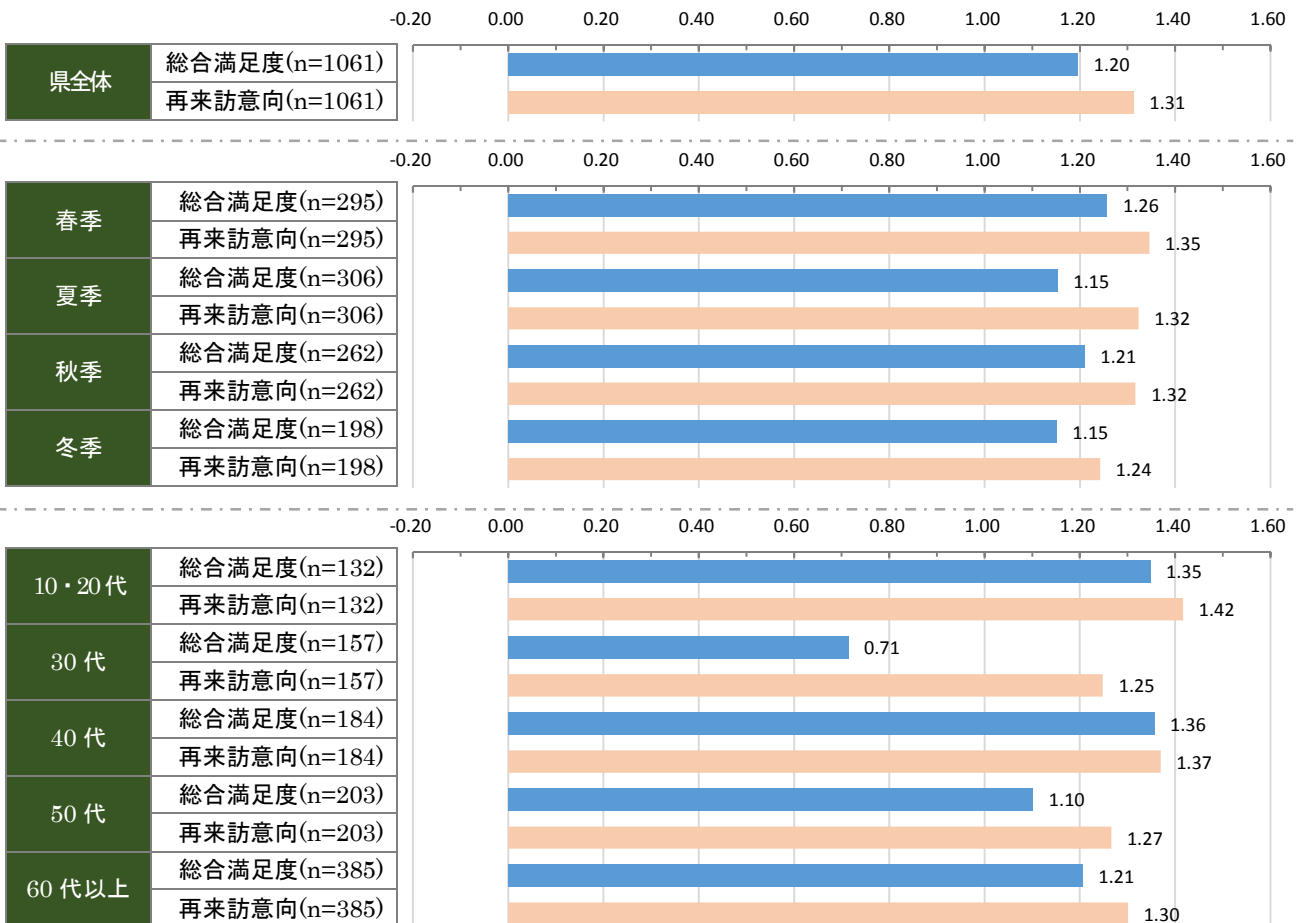 -0.20 0.00 0.20 0.40 0.60 0.80 1.00 1.20 1.40 1.60
県全体
総合満足度(n=1061) 1.20
再来訪意向(n=1061) 1.31
-0.20 0.00 0.20 0.40 0.60 0.80 1.00 1.20 1.40 1.60
春季
総合満足度(n=295) 1.26
再来訪意向(n=295) 1.35
夏季
総合満足度(n=306) 1.15
再来訪意向(n=306) 1.32
秋季
総合満足度(n=262) 1.21
再来訪意向(n=262) 1.32
冬季
総合満足度(n=198) 1.15
再来訪意向(n=198) 1.24
-0.20 0.00 0.20 0.40 0.60 0.80 1.00 1.20 1.40 1.60
10・20代
総合満足度(n=132) 1.35
再来訪意向(n=132) 1.42
30 代
総合満足度(n=157) 0.71
再来訪意向(n=157) 1.25
40 代
総合満足度(n=184) 1.36
再来訪意向(n=184) 1.37
50 代
総合満足度(n=203) 1.10
再来訪意向(n=203) 1.27
60 代以上
総合満足度(n=385) 1.21
再来訪意向(n=385) 1.30